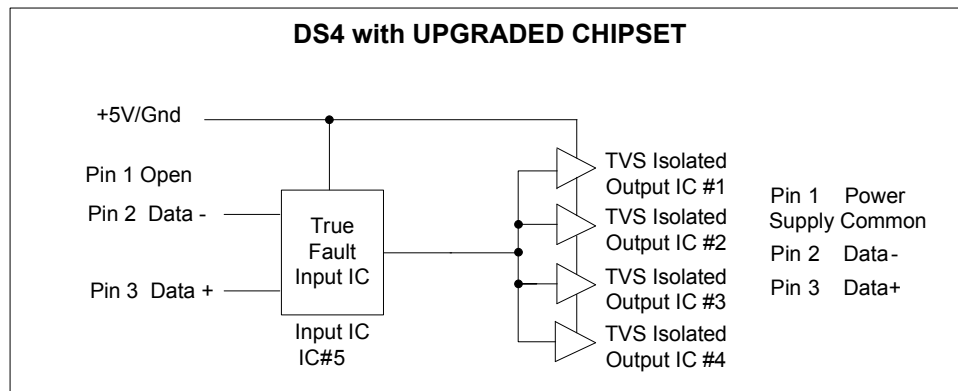 DS4 with UPGRADED CHIPSET
+5V/Gnd
Pin 1 Open
Pin 2 Data -
Pin 3 Data +
True
Fault
Input IC
Input IC
IC#5
TVS Isolated
Output IC #1
TVS Isolated
Output IC #2
TVS Isolated
Output IC #3
TVS Isolated
Output IC #4
Pin 1 Power
Supply Common
Pin 2 Data-
Pin 3 Data+